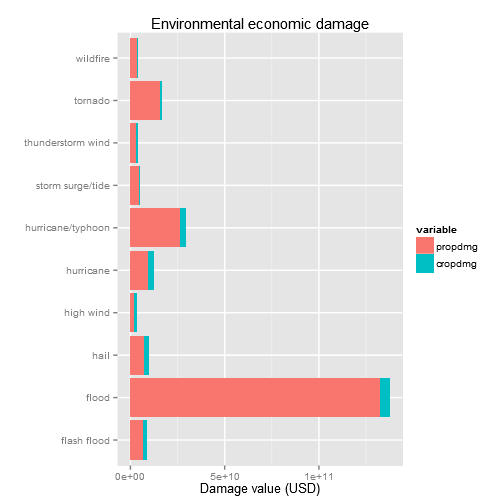 Environmental economic damage
wildfire
tornado
thunderstorm wind
storm surge/tide
hurricane/typhoon
hurricane
high wind
hail
flood
flash flood
variable
propdmg
cropdmg
0e+00 5e+10 1e+11
Damage value (USD)